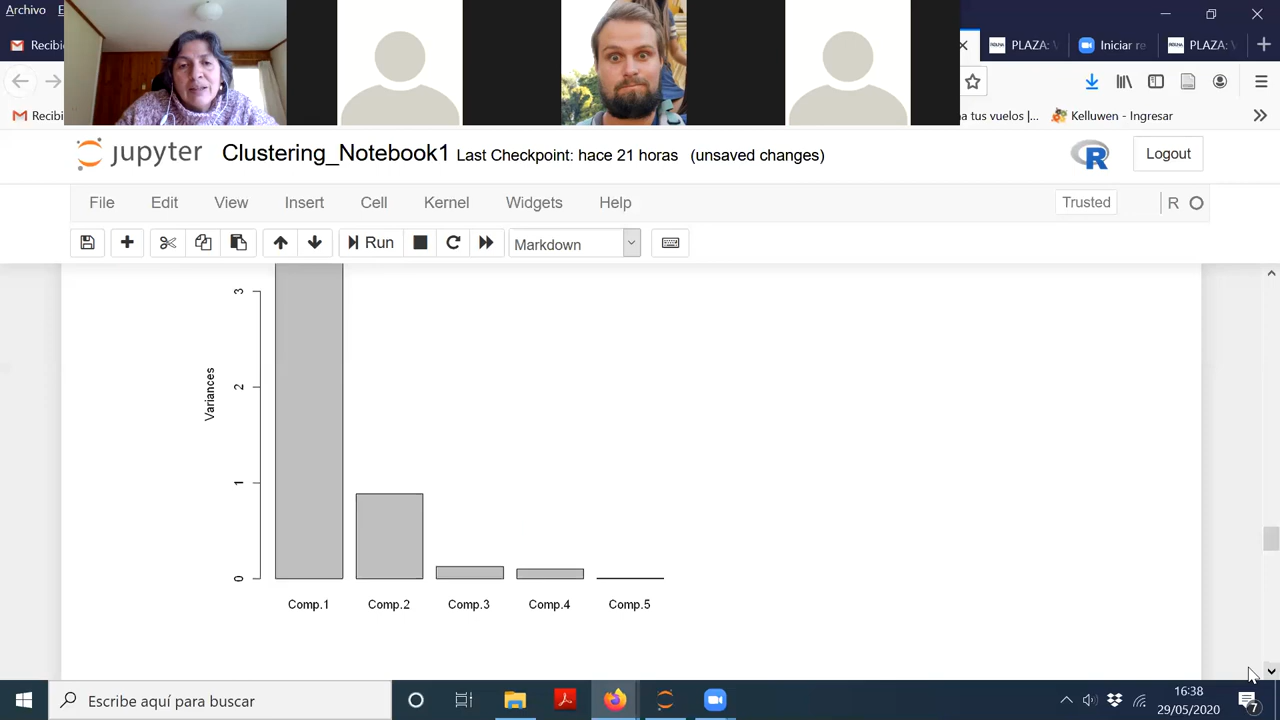 Archivo E
Recibi
PLAZA: V
Iniciar re
PLAZA: V
Recibi
na tus vuelos |...
Kelluwen - Ingresar
jupyter Clustering_Notebook1 Last Checkpoint: hace 21 horas (unsaved changes)
R
Logout
File Edit View Insert Cell Kernel Widgets Help
Trusted
R
Run
Markdown
3
2
1
0
Variances
Comp.1 Comp.2 Comp.3 Comp.4 Comp.5
Escribe aquí para buscar
16:38
29/05/2020
7